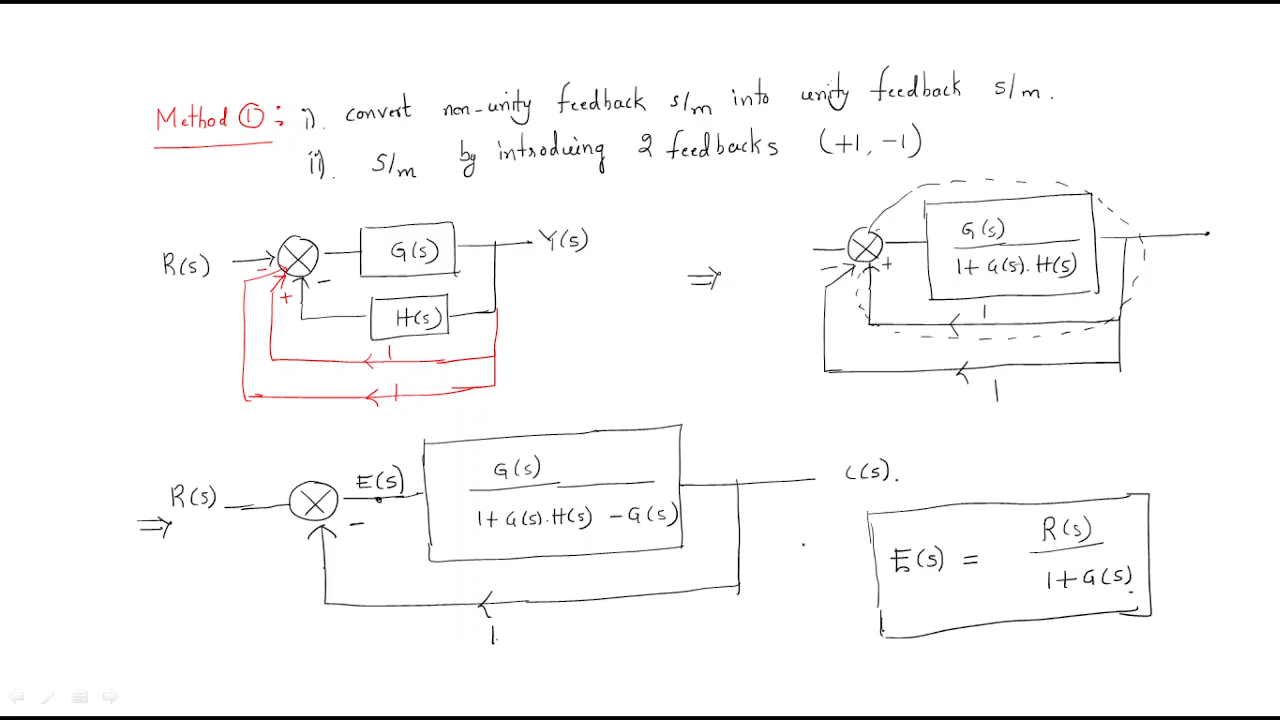 Method ① : i). convert non-unity feedback s/m into unity feedback s/m.
ii). S/m by introducing 2 feedbacks (+1, -1)
R(s)
-
+
-
G(s)
Y(s)
H(s)
1
1
⇒
-
+
G(s)
1 + G(s). H(s)
1
1
⇒
R(s)
-
E(s)
G(s)
1 + G(s).H(s) - G(s)
C(s).
1
E(s) = R(s)
1 + G(s)